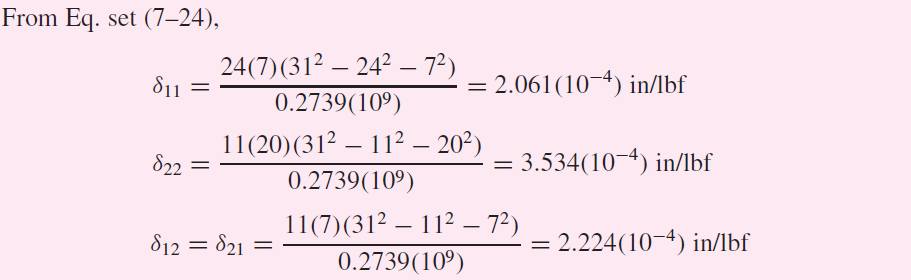 From Eq. set (7–24),
δ₁₁ = 24(7)(31² – 24² – 7²) / 0.2739(10⁹) = 2.061(10⁻⁴) in/lbf
δ₂₂ = 11(20)(31² – 11² – 20²) / 0.2739(10⁹) = 3.534(10⁻⁴) in/lbf
δ₁₂ = δ₂₁ = 11(7)(31² – 11² – 7²) / 0.2739(10⁹) = 2.224(10⁻⁴) in/lbf